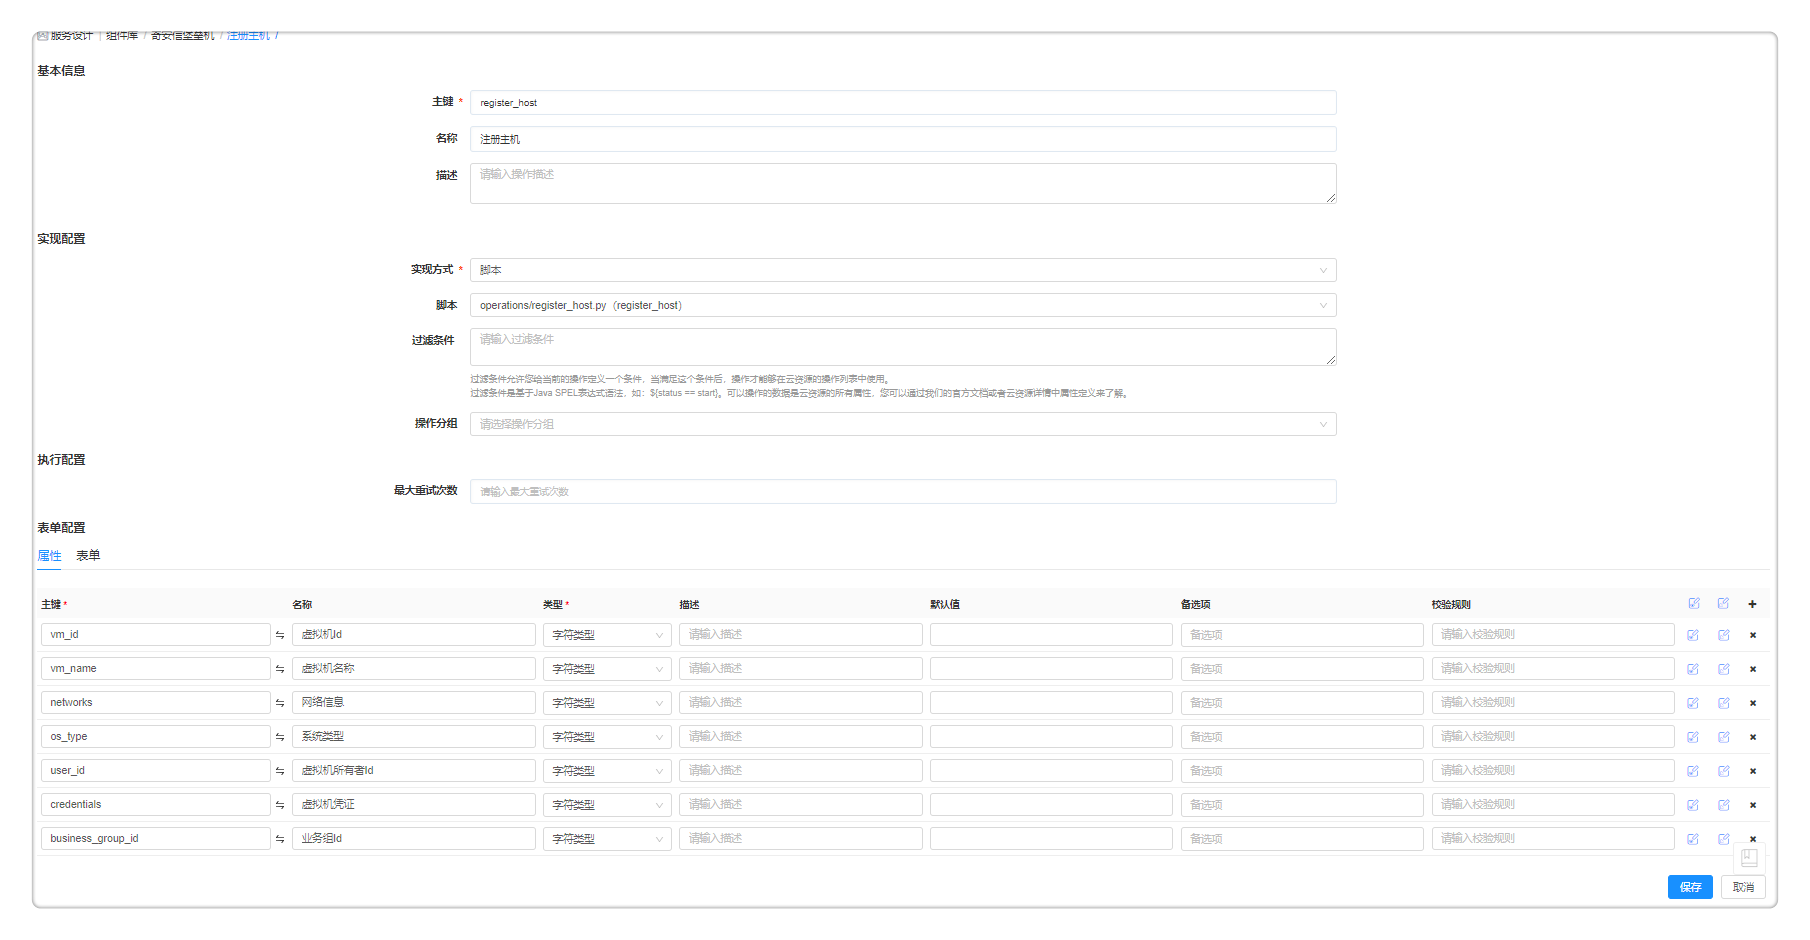 服务设计 | 组件库 / 奇安信堡垒机 / 注册主机 /
基本信息
主键 * register_host
名称 注册主机
描述 请输入操作描述
实现配置
实现方式 * 脚本
脚本 operations/register_host.py（register_host）
过滤条件 请输入过滤条件
过滤条件允许您给当前的操作定义一个条件，当满足这个条件后，操作才能够在云资源的操作列表中使用。
过滤条件是基于Java SPEL表达式语法，如：${status == start}。可以操作的数据是云资源的所有属性，您可以通过我们的官方文档或者云资源详情中属性定义来了解。
操作分组 请选择操作分组
执行配置
最大重试次数 请输入最大重试次数
表单配置
属性 表单
主键 * 名称 类型 * 描述 默认值 备选项 校验规则
vm_id 虚拟机Id 字符类型 请输入描述 备选项 请输入校验规则
vm_name 虚拟机名称 字符类型 请输入描述 备选项 请输入校验规则
networks 网络信息 字符类型 请输入描述 备选项 请输入校验规则
os_type 系统类型 字符类型 请输入描述 备选项 请输入校验规则
user_id 虚拟机所有者Id 字符类型 请输入描述 备选项 请输入校验规则
credentials 虚拟机凭证 字符类型 请输入描述 备选项 请输入校验规则
business_group_id 业务组Id 字符类型 请输入描述 备选项 请输入校验规则
保存 取消